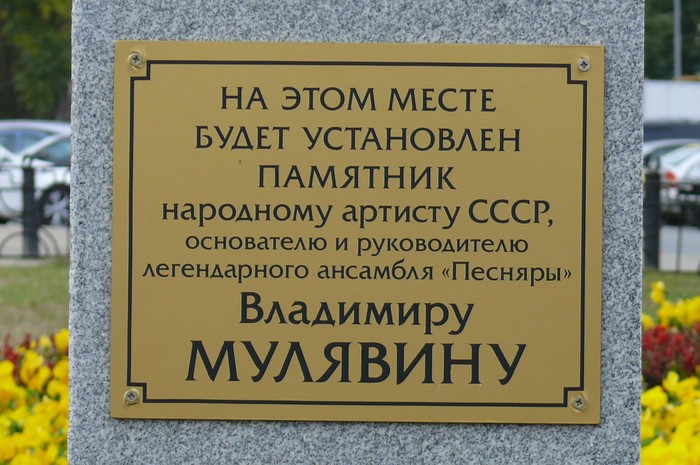 НА ЭТОМ МЕСТЕ
БУДЕТ УСТАНОВЛЕН
ПАМЯТНИК
народному артисту СССР,
основателю и руководителю
легендарного ансамбля «Песняры»
Владимиру
МУЛЯВИНУ